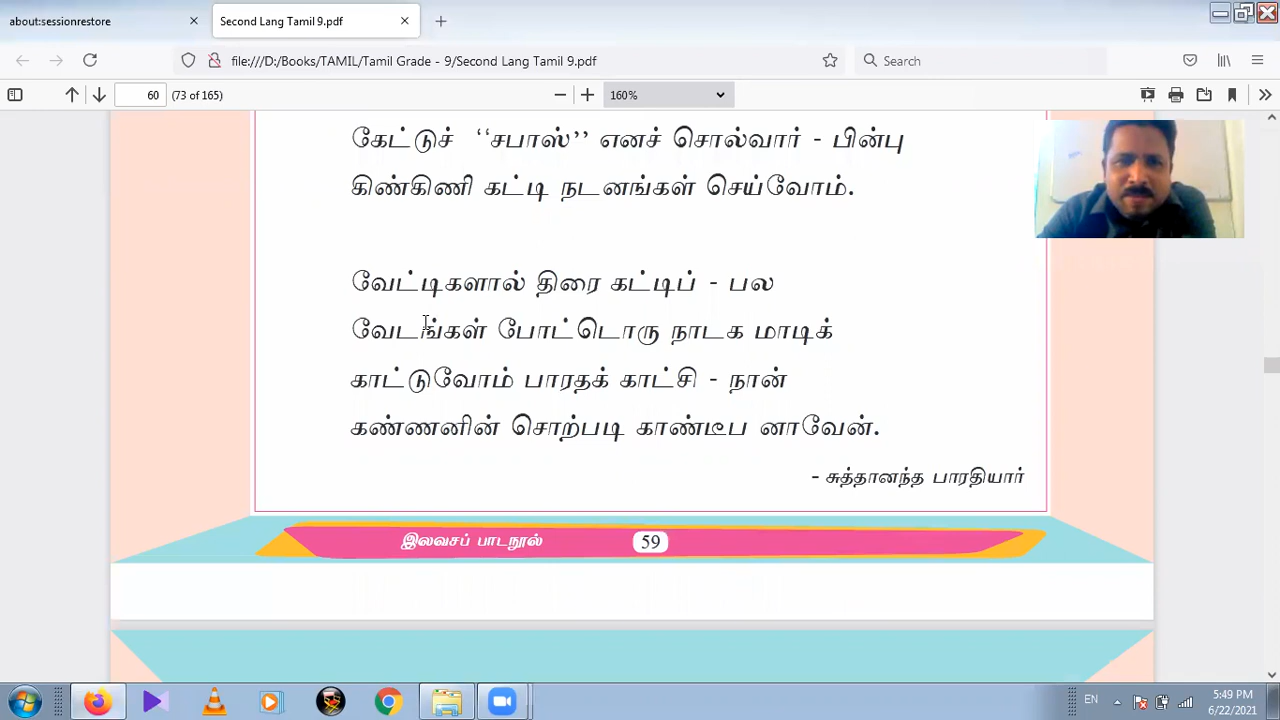 about:sessionrestore
Second Lang Tamil 9.pdf
file:///D:/Books/TAMIL/Tamil Grade - 9/Second Lang Tamil 9.pdf
Search
60 (73 of 165)
160%
கேட்டுச் ‘‘சபாஸ்’’ எனச் சொல்வார் - பின்பு
கிண்கிணி கட்டி நடனங்கள் செய்வோம்.
வேட்டிகளால் திரை கட்டிப் - பல
வேடங்கள் போட்டொரு நாடக மாடிக்
காட்டுவோம் பாரதக் காட்சி - நான்
கண்ணனின் சொற்படி காண்டீப னாவேன்.
- சுத்தானந்த பாரதியார்
இலவசப் பாடநூல் 59
EN
5:49 PM
6/22/2021